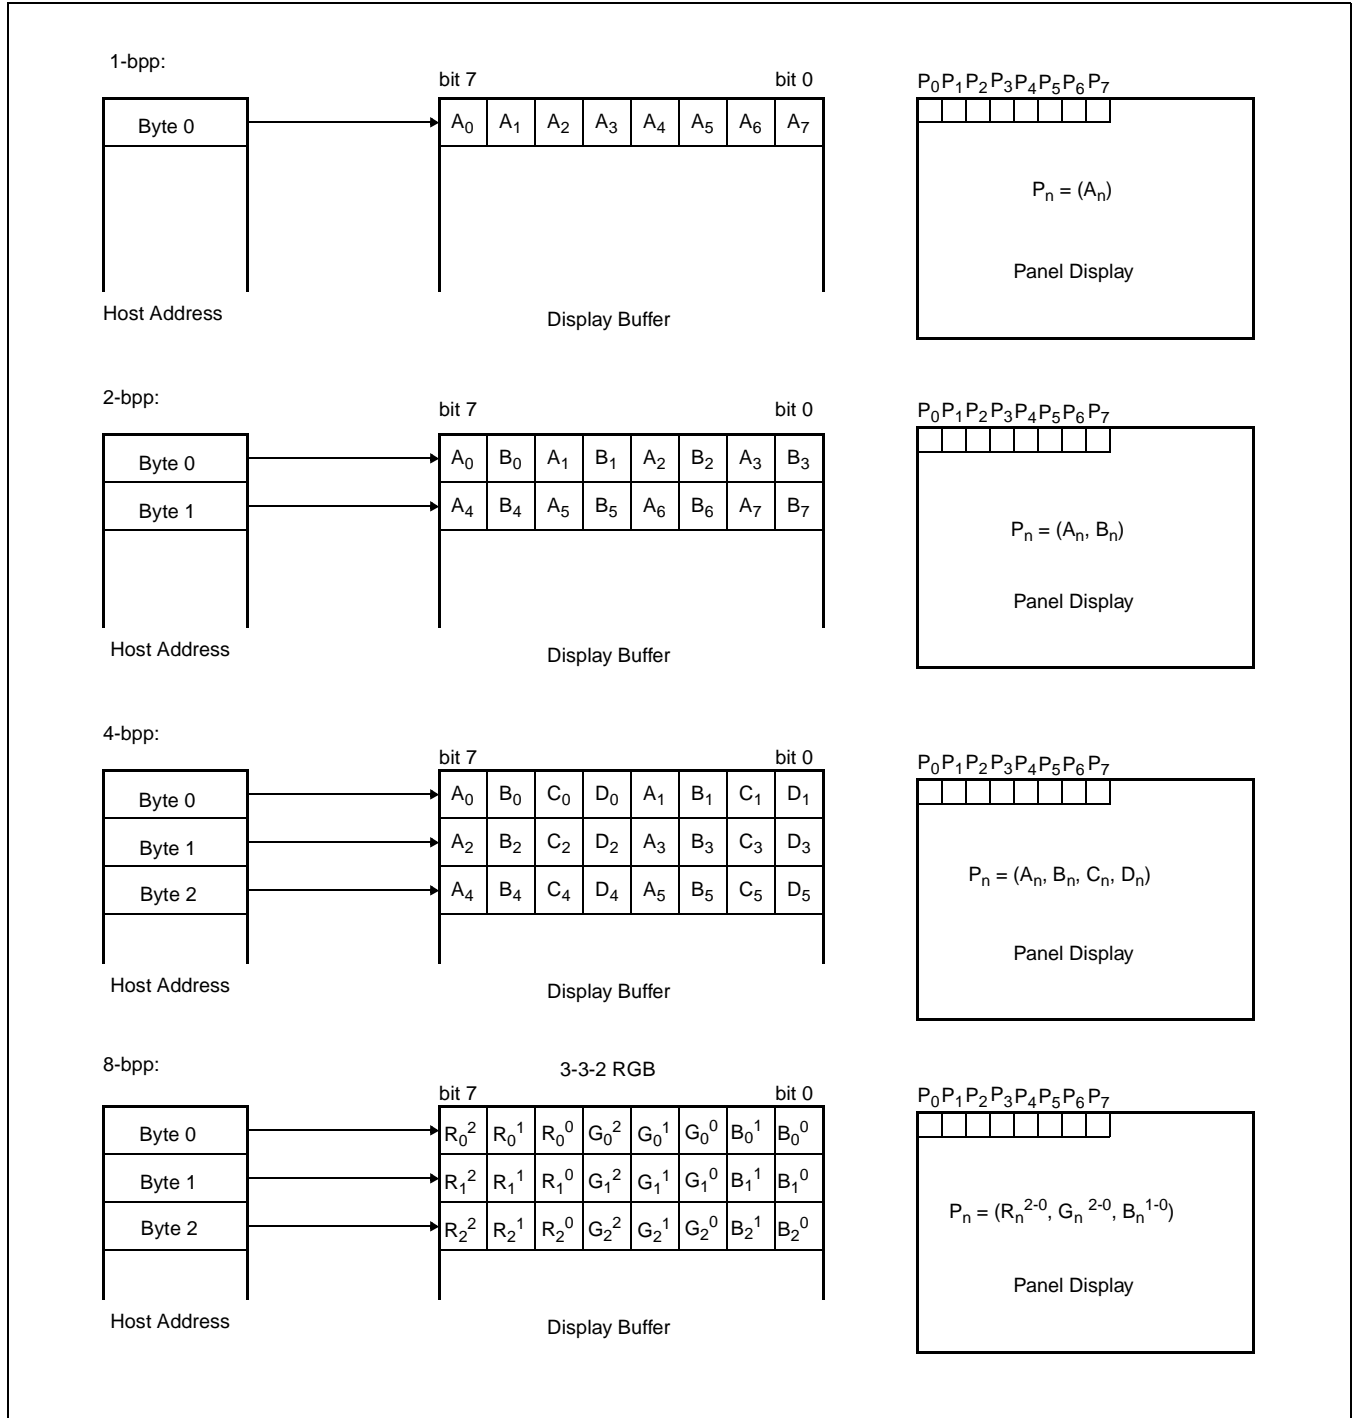 1-bpp:
bit 7 bit 0 P₀P₁P₂P₃P₄P₅P₆P₇
Byte 0 A₀ A₁ A₂ A₃ A₄ A₅ A₆ A₇
Pₙ = (Aₙ)
Panel Display
Host Address Display Buffer
2-bpp:
bit 7 bit 0 P₀P₁P₂P₃P₄P₅P₆P₇
Byte 0 A₀ B₀ A₁ B₁ A₂ B₂ A₃ B₃
Byte 1 A₄ B₄ A₅ B₅ A₆ B₆ A₇ B₇
Pₙ = (Aₙ, Bₙ)
Panel Display
Host Address Display Buffer
4-bpp:
bit 7 bit 0 P₀P₁P₂P₃P₄P₅P₆P₇
Byte 0 A₀ B₀ C₀ D₀ A₁ B₁ C₁ D₁
Byte 1 A₂ B₂ C₂ D₂ A₃ B₃ C₃ D₃
Byte 2 A₄ B₄ C₄ D₄ A₅ B₅ C₅ D₅
Pₙ = (Aₙ, Bₙ, Cₙ, Dₙ)
Panel Display
Host Address Display Buffer
8-bpp: 3-3-2 RGB
bit 7 bit 0 P₀P₁P₂P₃P₄P₅P₆P₇
Byte 0 R₀² R₀¹ R₀⁰ G₀² G₀¹ G₀⁰ B₀¹ B₀⁰
Byte 1 R₁² R₁¹ R₁⁰ G₁² G₁¹ G₁⁰ B₁¹ B₁⁰
Byte 2 R₂² R₂¹ R₂⁰ G₂² G₂¹ G₂⁰ B₂¹ B₂⁰
Pₙ = (Rₙ²⁻⁰, Gₙ ²⁻⁰, Bₙ¹⁻⁰)
Panel Display
Host Address Display Buffer